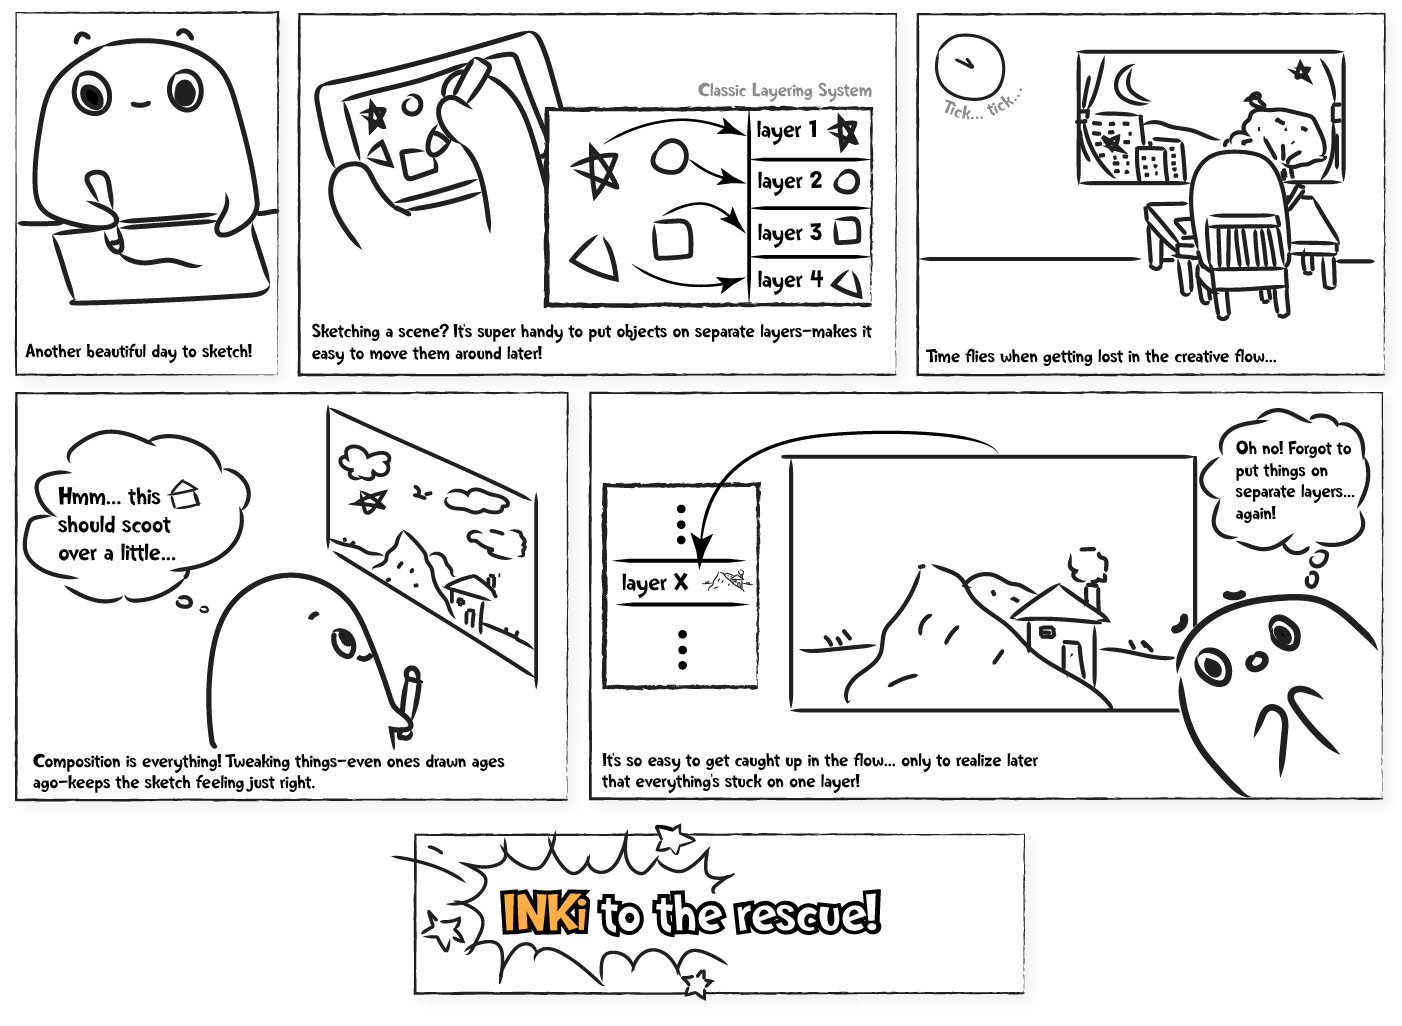 Another beautiful day to sketch!
Classic Layering System
layer 1
layer 2
layer 3
layer 4
Sketching a scene? It's super handy to put objects on separate layers–makes it
easy to move them around later!
Tick... tick...
Time flies when getting lost in the creative flow...
Hmm... this
should scoot
over a little...
Composition is everything! Tweaking things–even ones drawn ages
ago–keeps the sketch feeling just right.
layer X
Oh no! Forgot to
put things on
separate layers...
again!
It's so easy to get caught up in the flow... only to realize later
that everything's stuck on one layer!
INKi to the rescue!